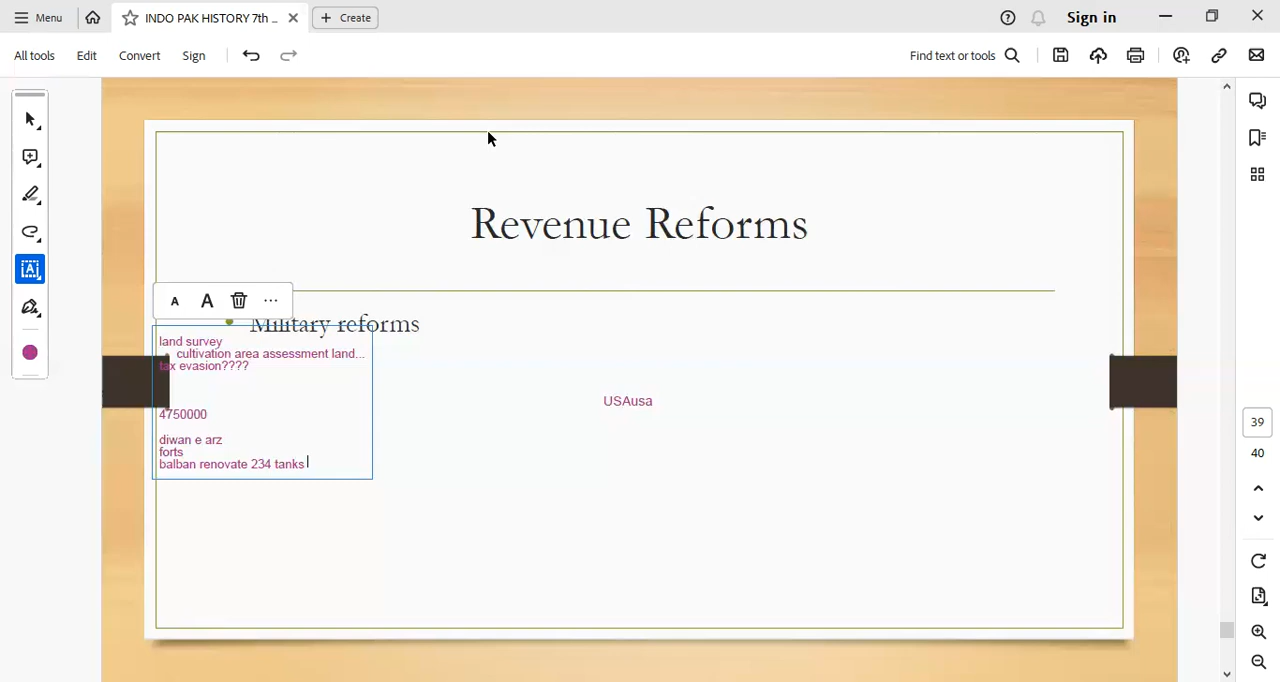 Menu
INDO PAK HISTORY 7th ...
Create
Sign in
All tools
Edit
Convert
Sign
Find text or tools
Revenue Reforms
A A ...
Military reforms
land survey
cultivation area assessment land...
tax evasion????
USAusa
4750000
diwan e arz
forts
balban renovate 234 tanks
39
40